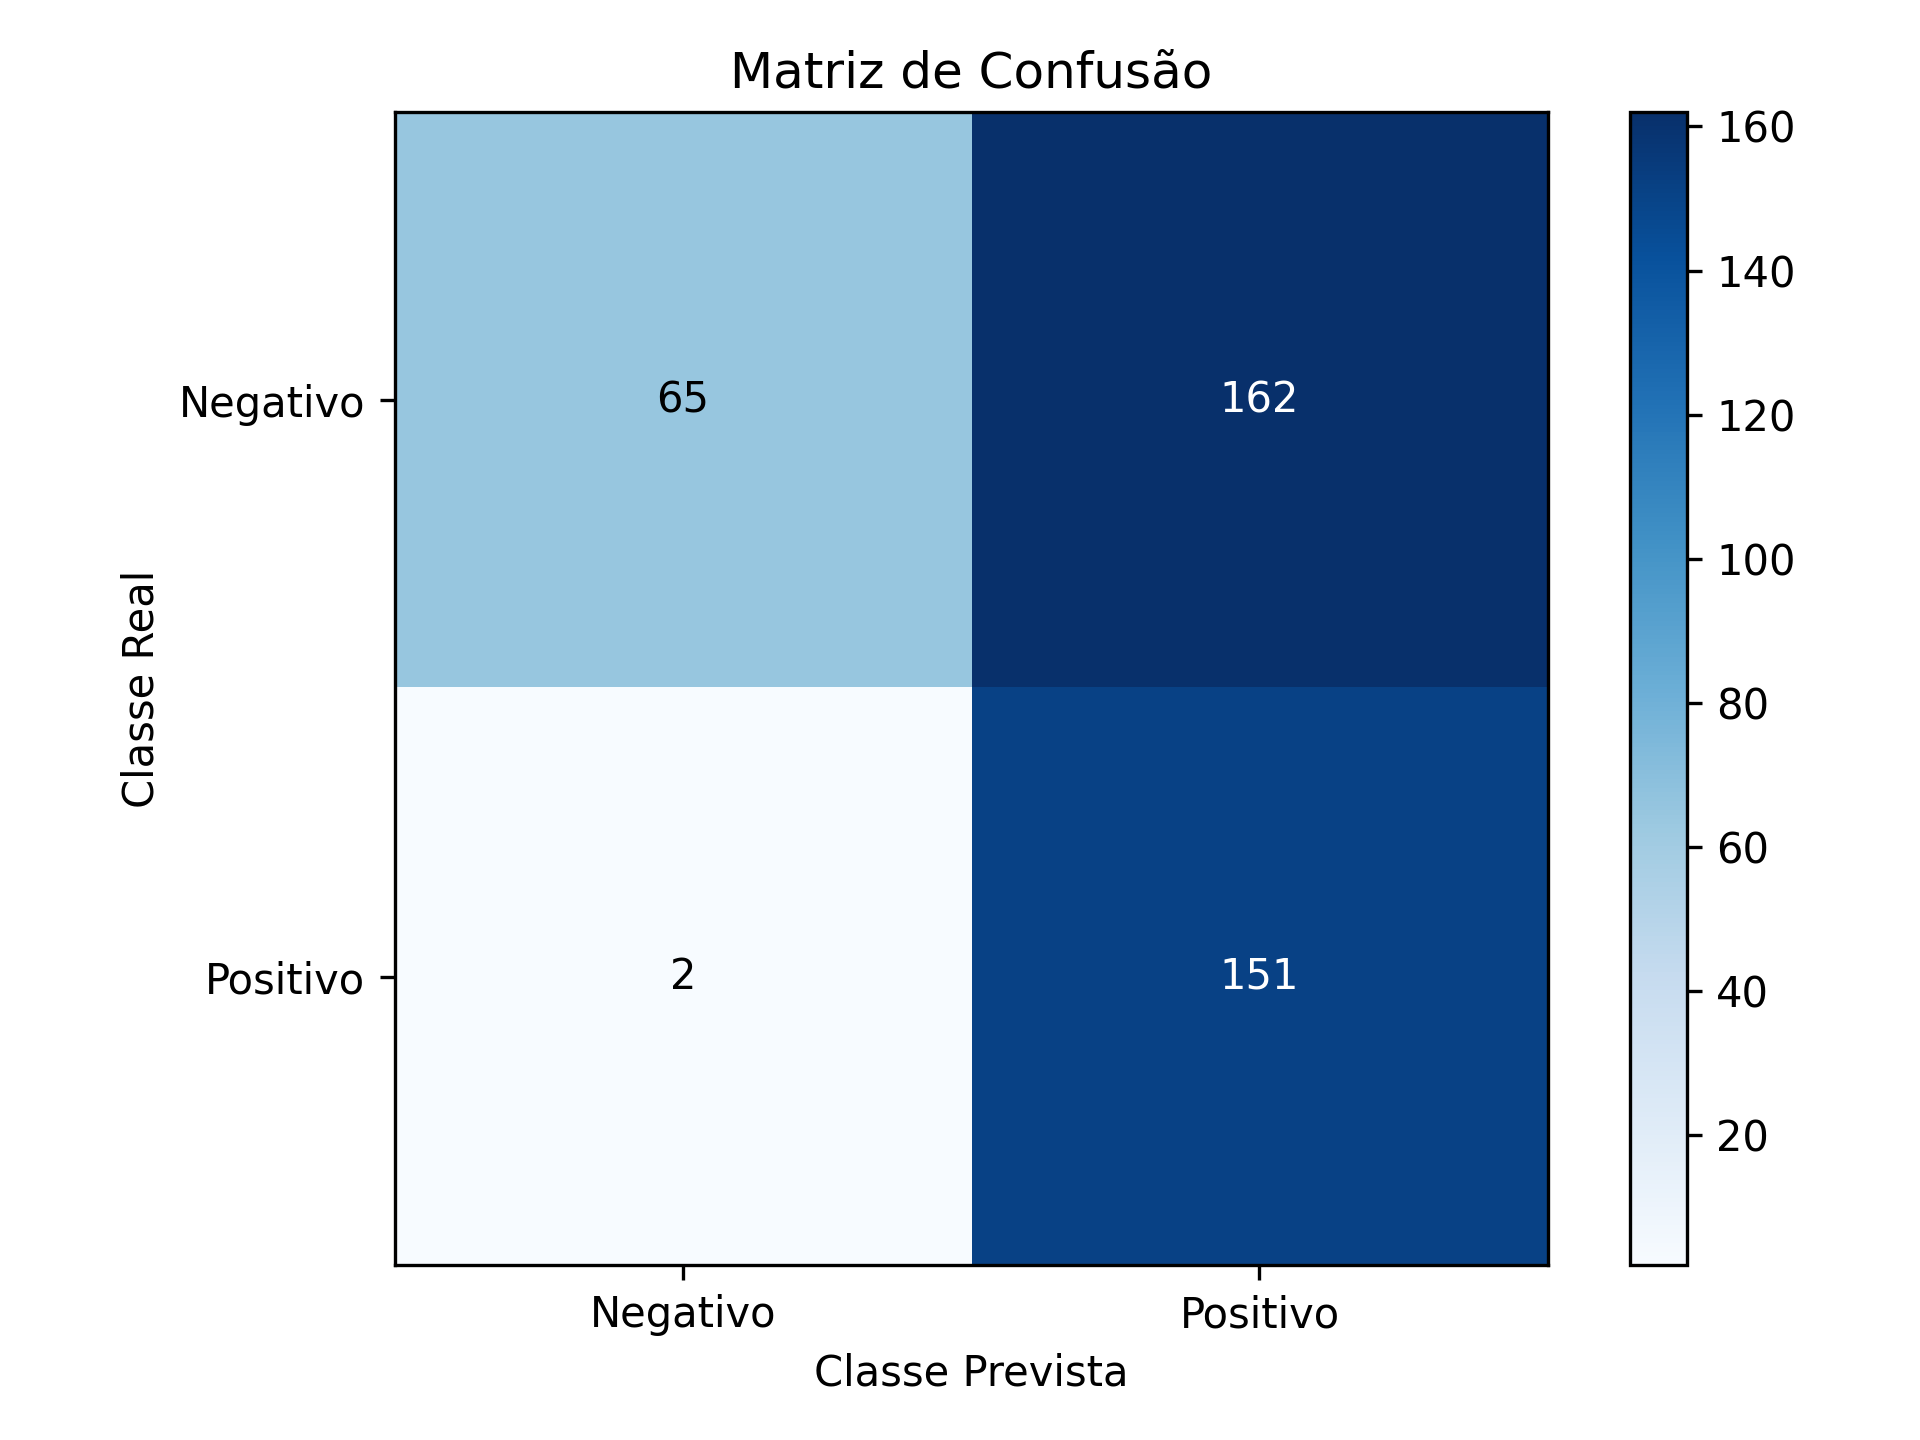 Matriz de Confusão
Negativo
65
162
Classe Real
Positivo
2
151
Negativo
Positivo
Classe Prevista
160
140
120
100
80
60
40
20